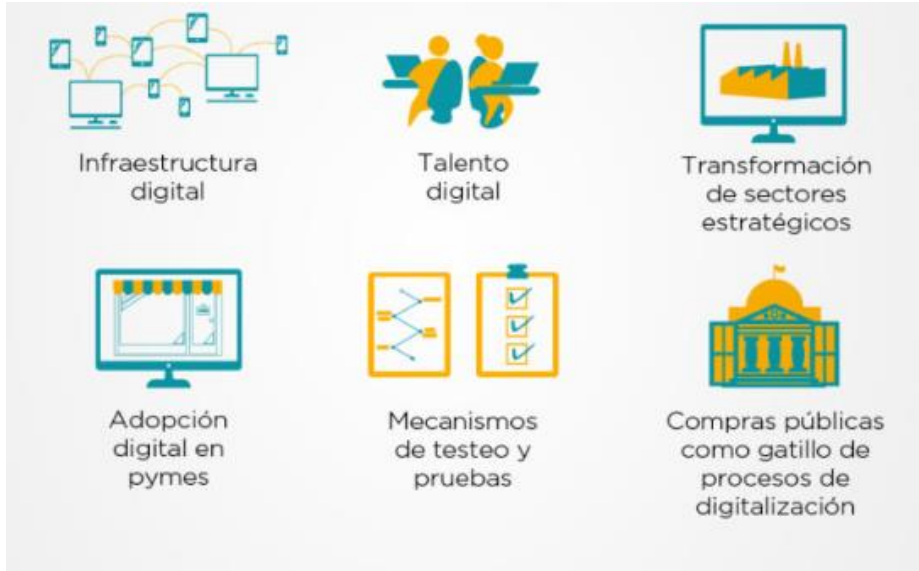 Infraestructura
digital
Talento
digital
Transformación
de sectores
estratégicos
Adopción
digital en
pymes
Mecanismos
de testeo y
pruebas
Compras públicas
como gatillo de
procesos de
digitalización